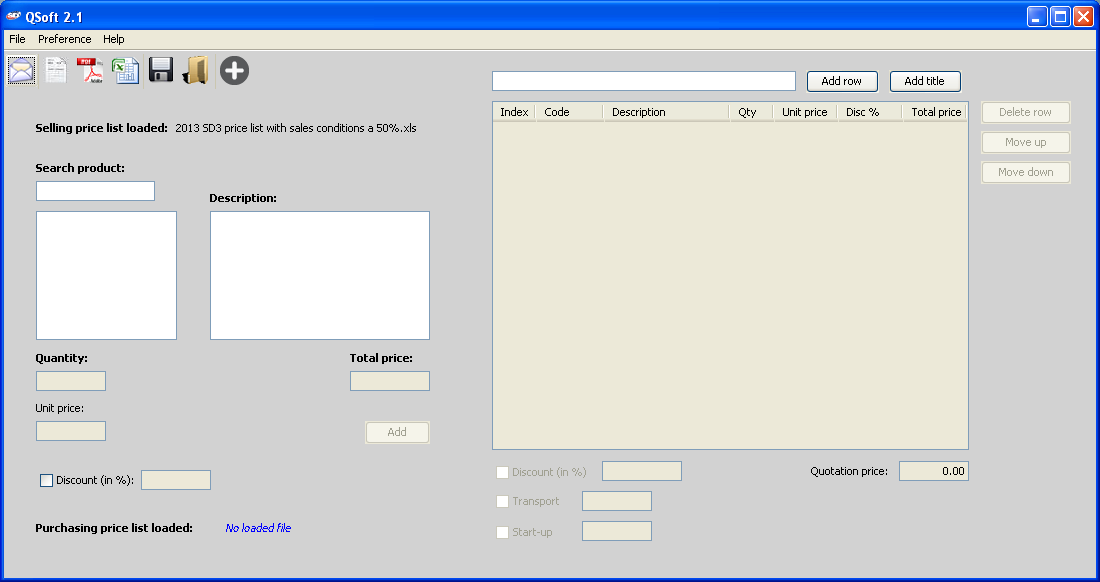 SD3 QSoft 2.1
File Preference Help
PDF Adobe
Add row Add title
Index Code Description Qty Unit price Disc % Total price
Delete row
Move up
Move down
Selling price list loaded: 2013 SD3 price list with sales conditions a 50%.xls
Search product:
Description:
Quantity: Total price:
Unit price:
Add
Discount (in %):
Purchasing price list loaded: No loaded file
Discount (in %) Quotation price: 0.00
Transport
Start-up